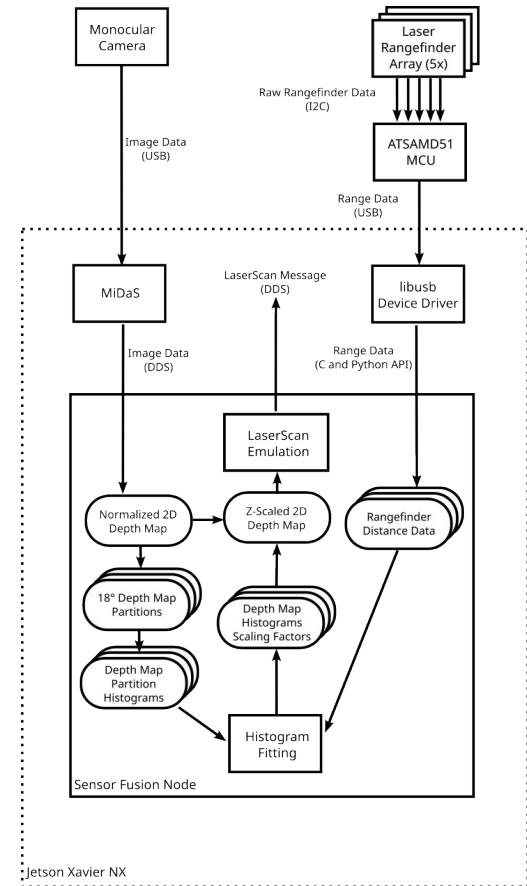 Monocular
Camera
Laser
Rangefinder
Array (5x)
Raw Rangefinder Data
(I2C)
ATSAMD51
MCU
Image Data
(USB)
Range Data
(USB)
MiDaS
LaserScan Message
(DDS)
libusb
Device Driver
Image Data
(DDS)
Range Data
(C and Python API)
LaserScan
Emulation
Normalized 2D
Depth Map
Z-Scaled 2D
Depth Map
Rangefinder
Distance Data
18° Depth Map
Partitions
Depth Map
Histograms
Scaling Factors
Depth Map
Partition
Histograms
Histogram
Fitting
Sensor Fusion Node
Jetson Xavier NX